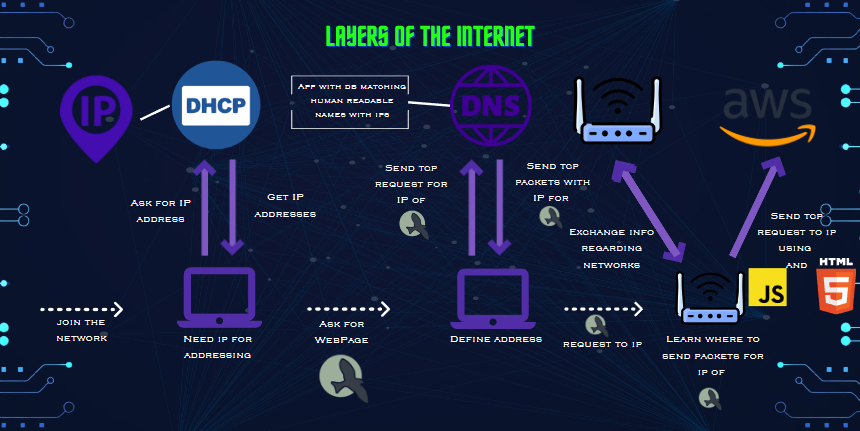 LAYERS OF THE INTERNET
IP
DHCP
App with db matching
human readable
names with ips
DNS
aws
Ask for IP
address
Get IP
addresses
Send tcp
request for
IP of
Send tcp
packets with
IP for
Exchange info
regarding
networks
Send tcp
request to ip
using
and
JS
HTML
5
join the
network
Need ip for
addressing
Ask for
WebPage
Define address
request to ip
Learn where to
send packets for
ip of